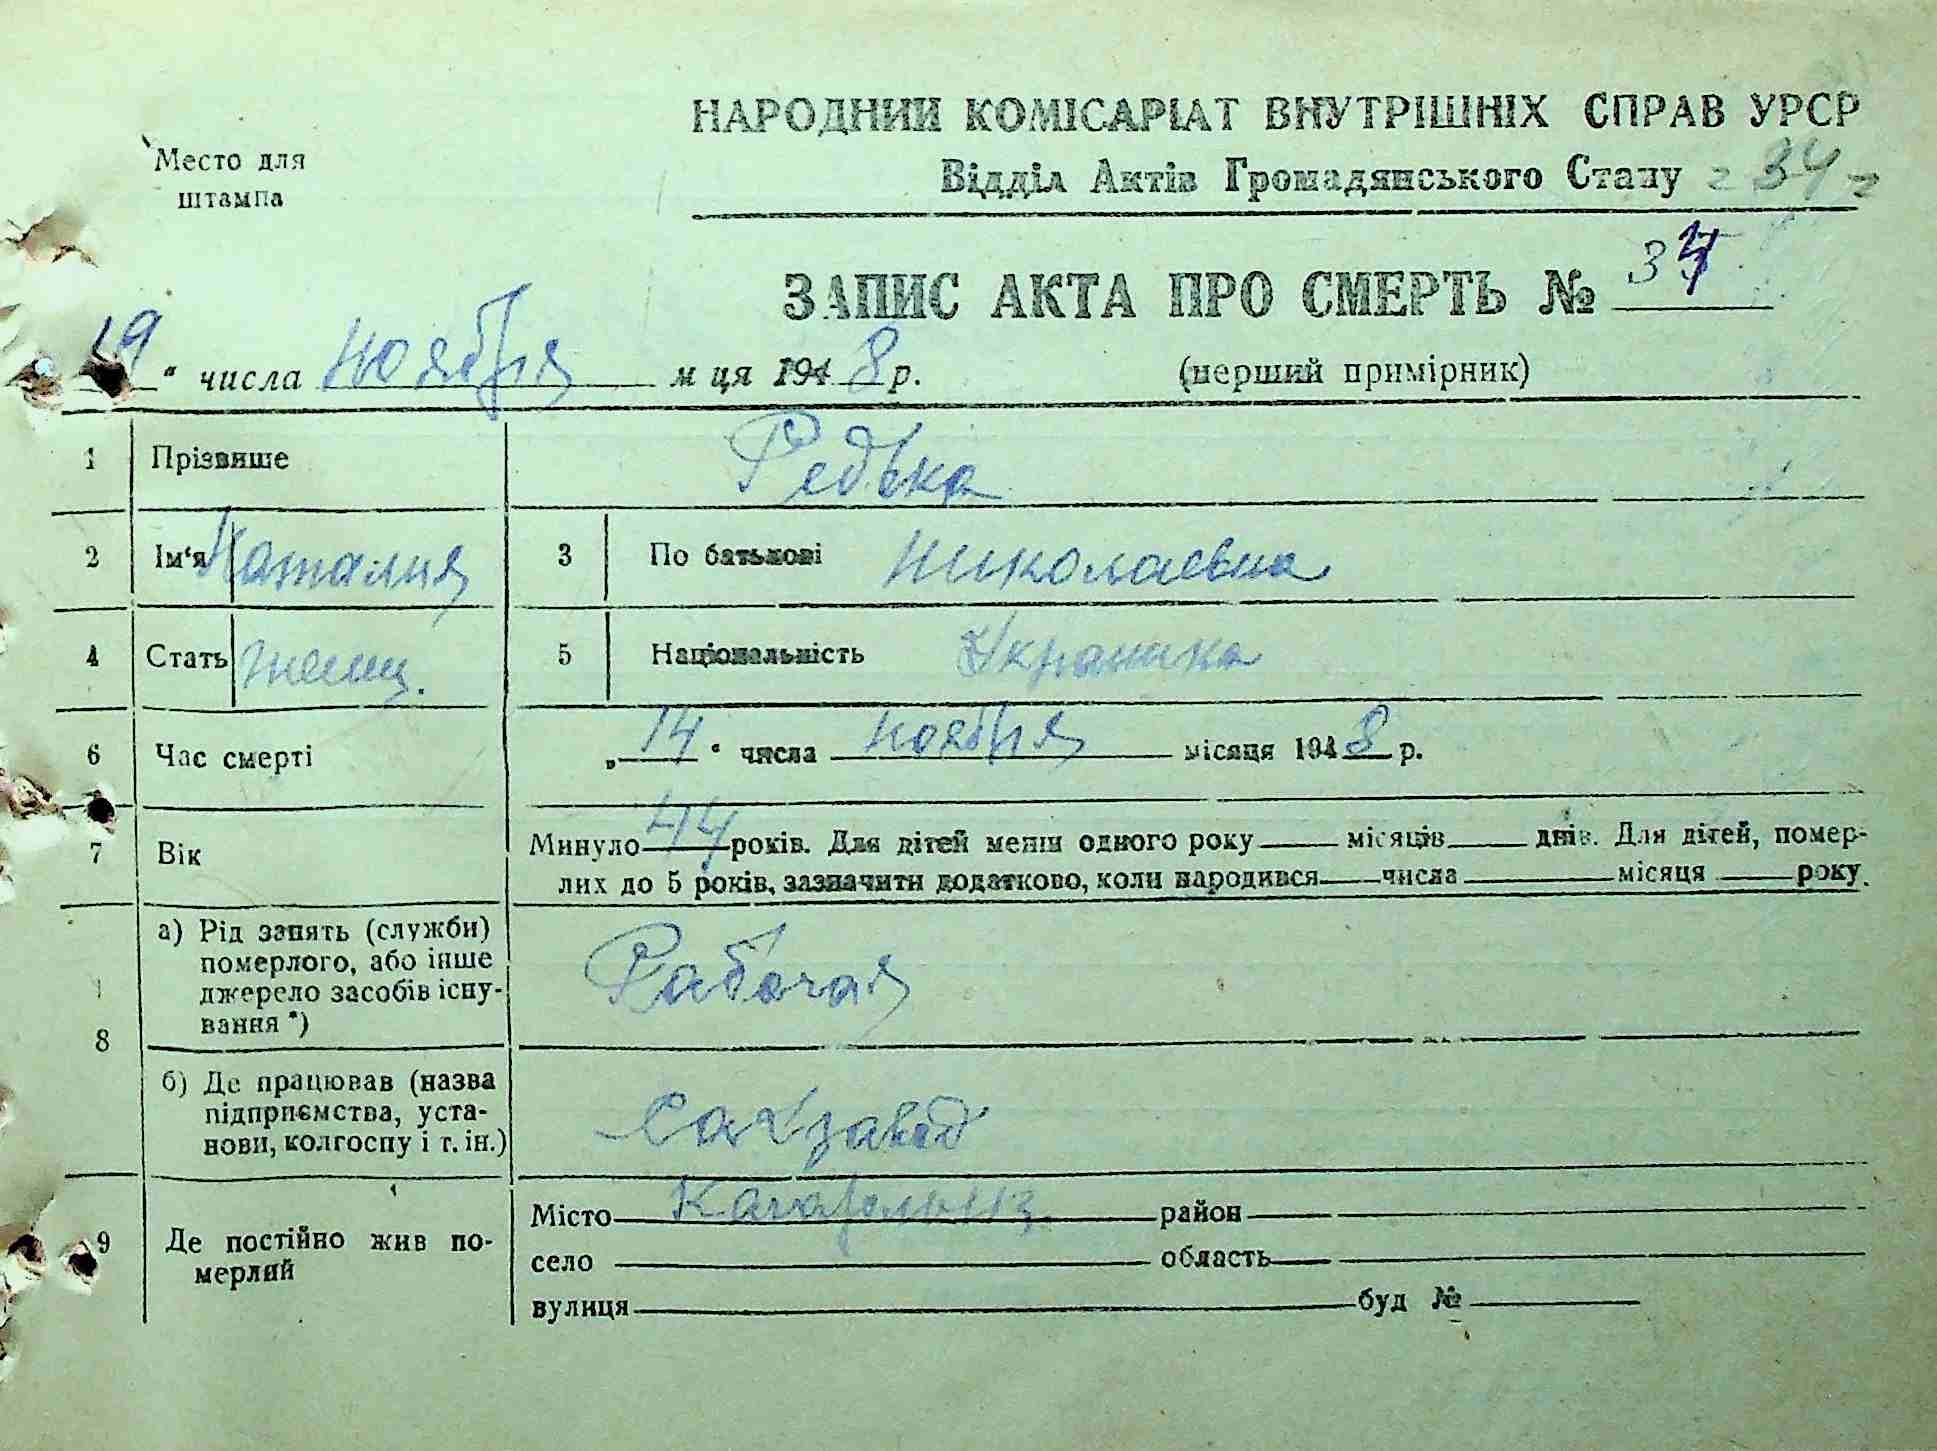 НАРОДНИЙ КОМІСАРІАТ ВНУТРІШНІХ СПРАВ УРСР
Місто для
штампа
Відділ Актів Громадянського Стану 34
ЗАПИС АКТА ПРО СМЕРТЬ № 34
19 " числа ноября м ця 1948 р. (перший примірник)
1 Прізвище Редька
2 Ім'я Наталия 3 По батькові Николаевна
4 Стать женщ. 5 Національність Украинка
6 Час смерті „ 14 " числа ноября місяця 1948 р.
7 Вік Минуло 44 років. Для дітей менш одного року місяців днів. Для дітей, помер-
лих до 5 років, зазначити додатково, коли народився числа місяця року.
8 а) Рід занять (служби)
померлого, або інше
джерело засобів існу-
вання *)
Рабочая
б) Де працював (назва
підприємства, уста-
нови, колгоспу і т. ін.)
Сахзавод
9 Де постійно жив по-
мерлий
Місто район
село область
вулиця буд №